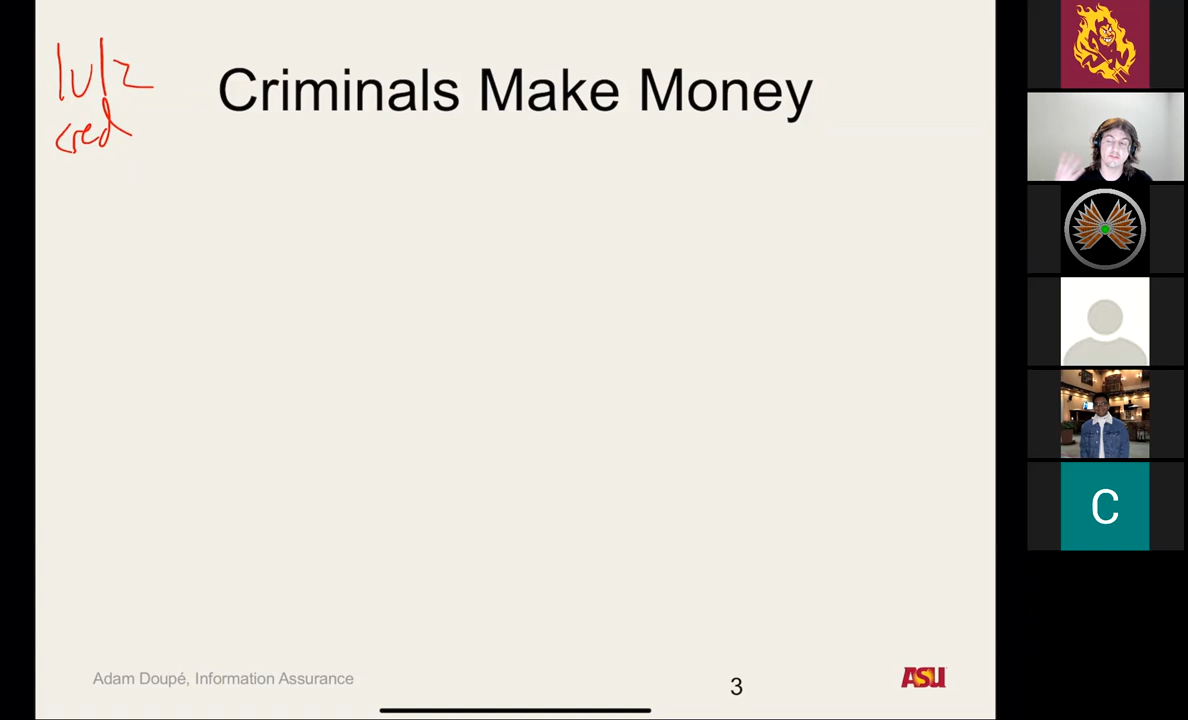 lulz
cred
Criminals Make Money
Adam Doupé, Information Assurance
3
ASU
C